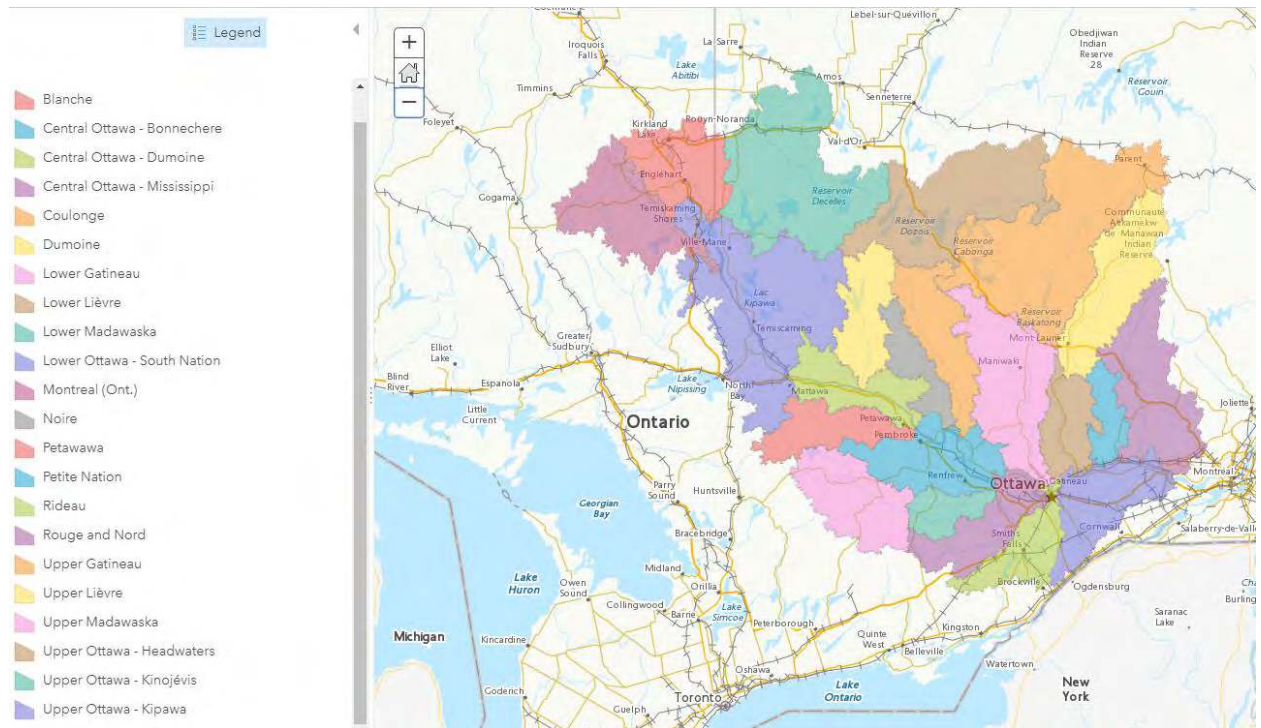 Legend
Blanche
Central Ottawa - Bonnechere
Central Ottawa - Dumoine
Central Ottawa - Mississippi
Coulonge
Dumoine
Lower Gatineau
Lower Lièvre
Lower Madawaska
Lower Ottawa - South Nation
Montreal (Ont.)
Noire
Petawawa
Petite Nation
Rideau
Rouge and Nord
Upper Gatineau
Upper Lièvre
Upper Madawaska
Upper Ottawa - Headwaters
Upper Ottawa - Kinojévis
Upper Ottawa - Kipawa
+
−
Lebel-sur-Quévillon
Obedjiwan
Indian
Reserve
28
Iroquois
Falls
La Sarre
Lake
Abitibi
Amos
Reservoir
Gouin
Timmins
Senneterre
Foleyet
Kirkland
Lake
Rouyn-Noranda
Val-d'Or
Parent
Englehart
Gogama
Reservoir
Decelles
Temiskaming
Shores
Communauté
Atikamekw
de Manawan
Indian
Reserve
Ville-Marie
Reservoir
Dozois
Reservoir
Cabonga
Lac
Kipawa
Reservoir
Baskatong
Temiscaming
Mont-Laurier
Greater
Sudbury
Elliot
Lake
Maniwaki
Blind
River
Espanola
Lake
Nipissing
North
Bay
Mattawa
Little
Current
Ontario
Petawawa
Pembroke
Joliette
Renfrew
Montreal
Ottawa
Gatineau
Parry
Sound
Huntsville
Georgian
Bay
Cornwall
Salaberry-de-Valle
Smiths
Falls
Bracebridge
Midland
Brockville
Ogdensburg
Lake
Huron
Owen
Sound
Orillia
Collingwood
Barrie
Lake
Simcoe
Peterborough
Kingston
Saranac
Lake
Burling
Michigan
Kincardine
Quinte
West
Belleville
Watertown
Oshawa
Goderich
Toronto
Lake
Ontario
New
York
Guelph